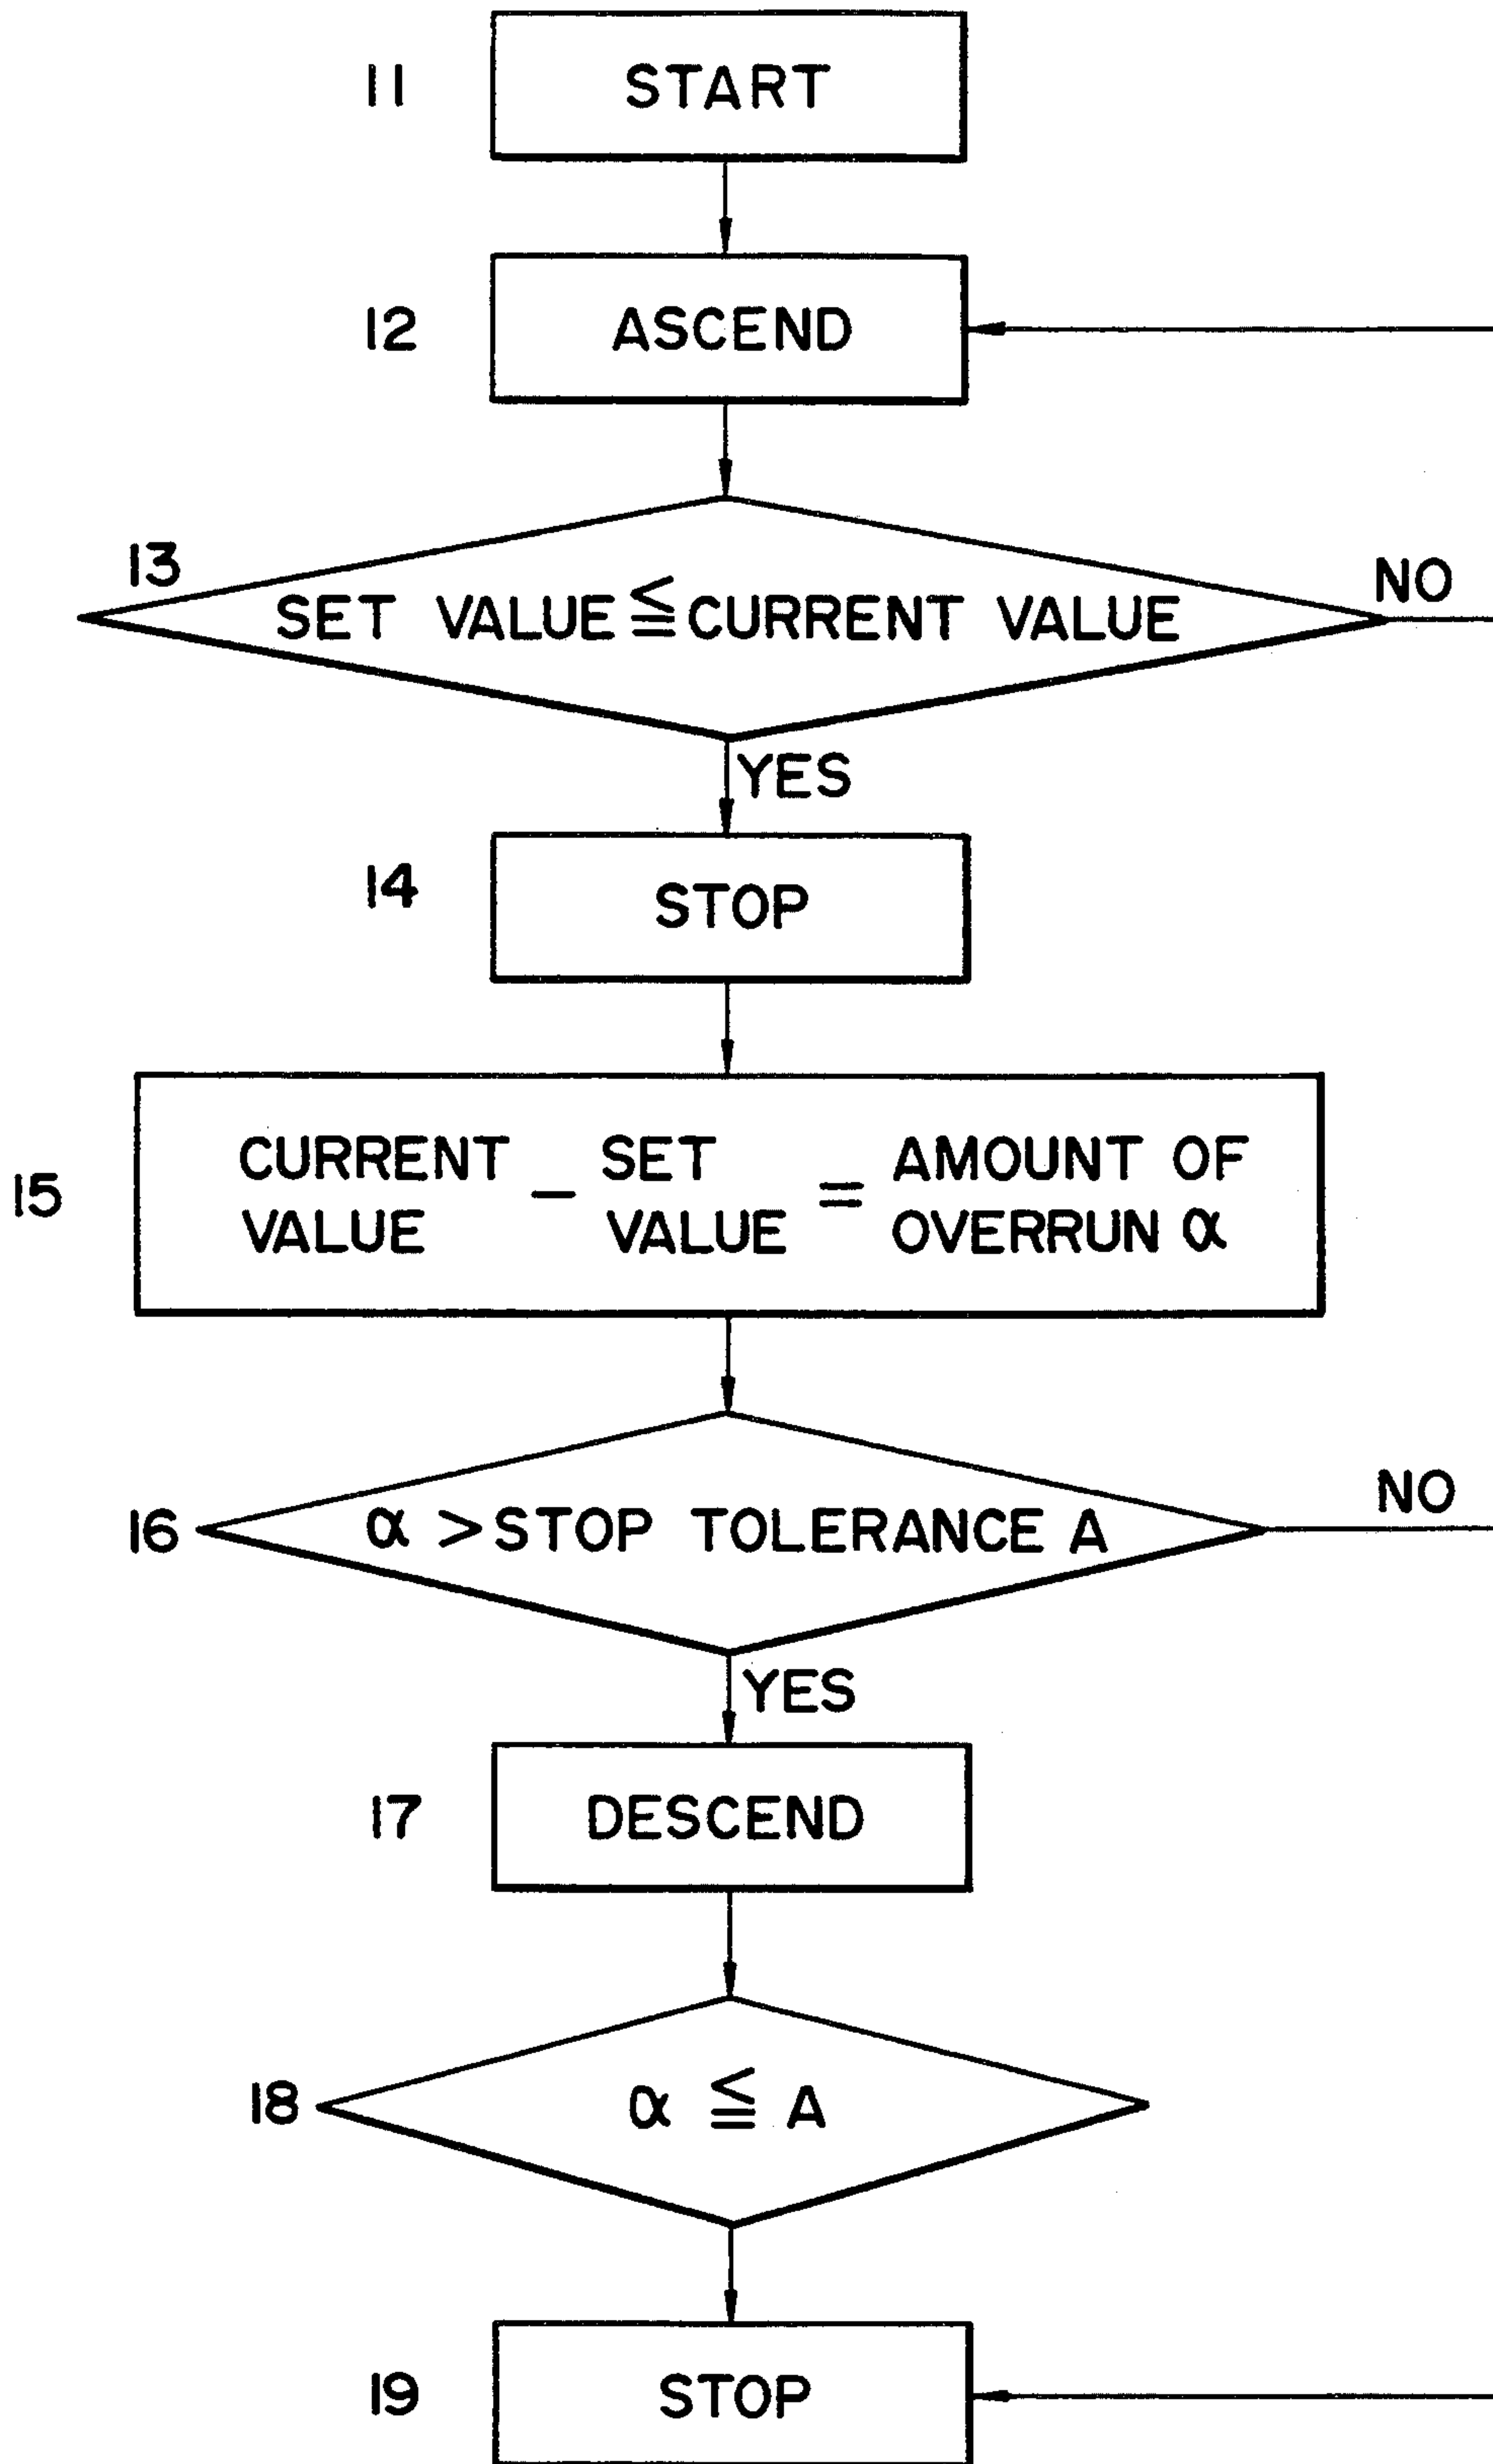 11 START
12 ASCEND
13
SET VALUE ≦ CURRENT VALUE
NO
YES
14 STOP
15
CURRENT VALUE − SET VALUE = AMOUNT OF OVERRUN α
16 α > STOP TOLERANCE A
NO
YES
17 DESCEND
18 α ≦ A
19 STOP